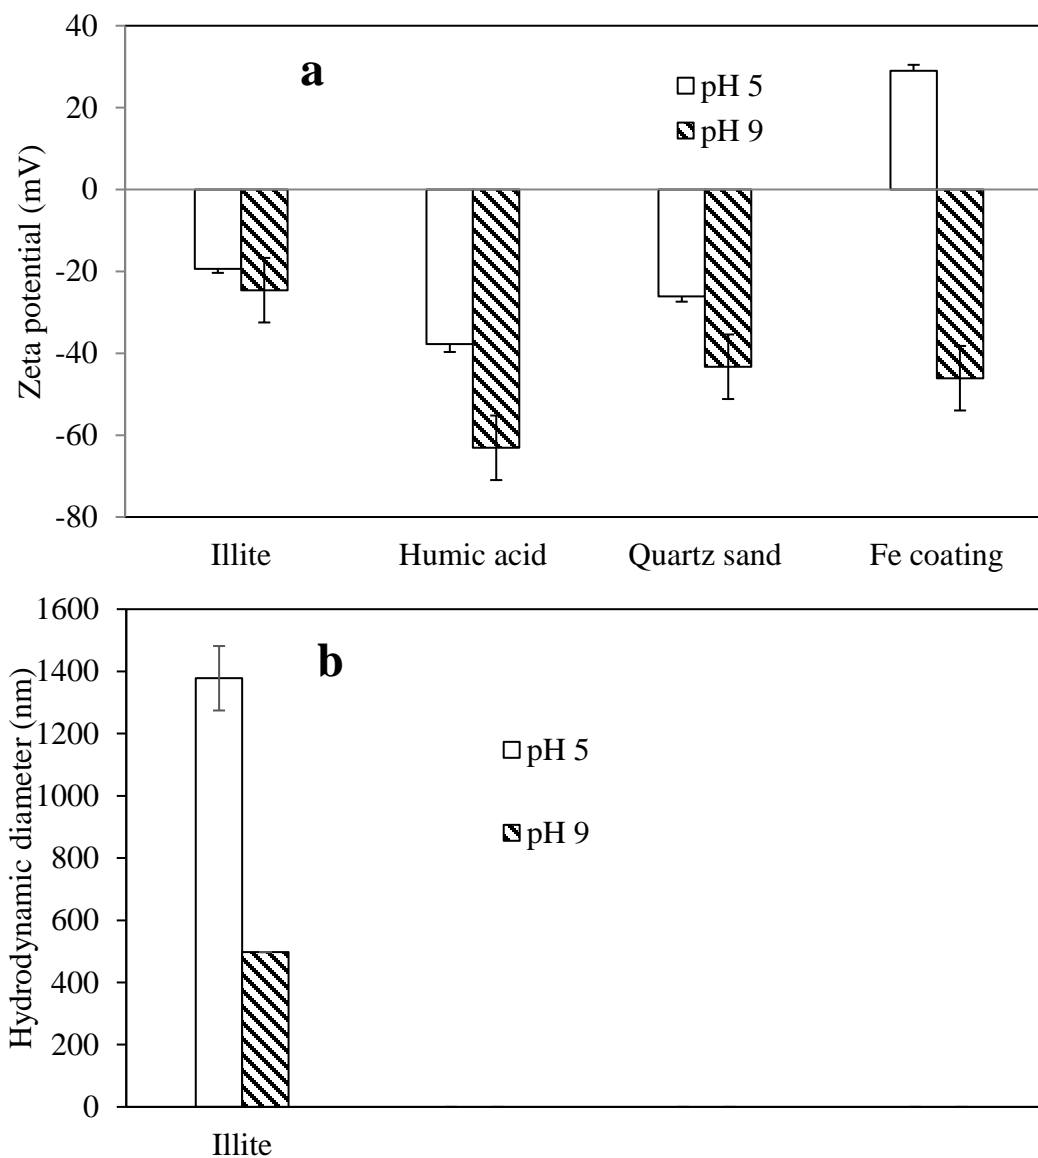 40
20
0
-20
-40
-60
-80
Zeta potential (mV)
a
pH 5
pH 9
Illite Humic acid Quartz sand Fe coating
1600
1400
1200
1000
800
600
400
200
0
Hydrodynamic diameter (nm)
b
pH 5
pH 9
Illite